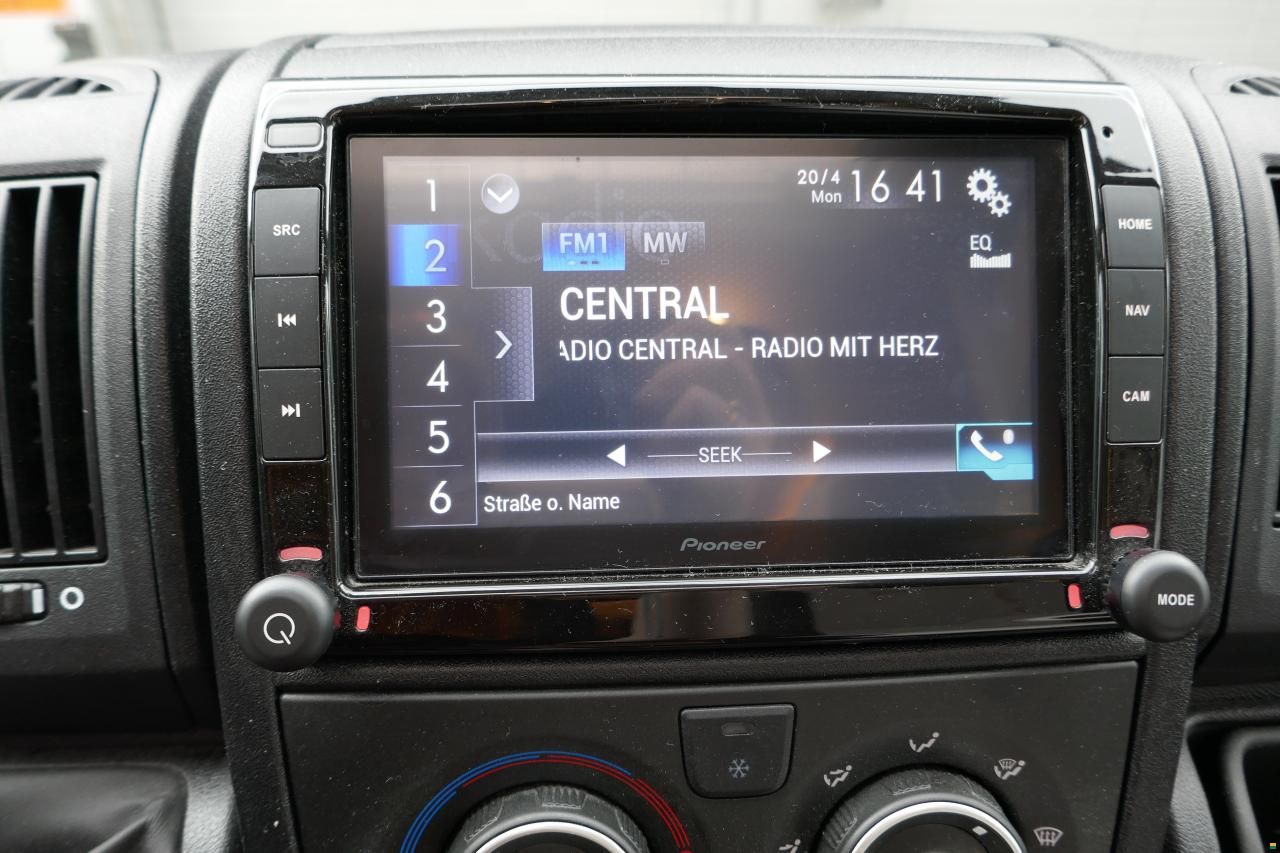 1
2
3
4
5
6
Radio
20/4
Mon
16 41
FM1 MW
EQ
CENTRAL
ADIO CENTRAL - RADIO MIT HERZ
SEEK
Straße o. Name
Pioneer
SRC
HOME
NAV
CAM
MODE